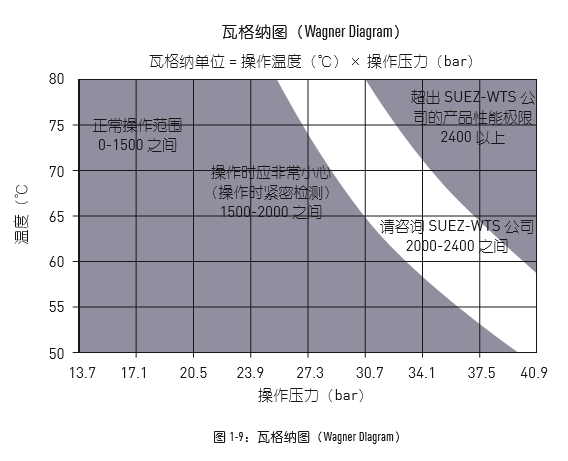 瓦格纳图（Wagner Diagram）
瓦格纳单位 = 操作温度（℃）× 操作压力（bar）
80
75
70
65
60
55
50
温度（℃
正常操作范围
0-1500 之间
操作时应非常小心
（操作时紧密检测）
1500-2000 之间
超出 SUEZ-WTS 公
司的产品性能极限
2400 以上
请咨询 SUEZ-WTS 公司
2000-2400 之间
13.7 17.1 20.5 23.9 27.3 30.7 34.1 37.5 40.9
操作压力（bar）
图 1-9：瓦格纳图（Wagner Diagram）